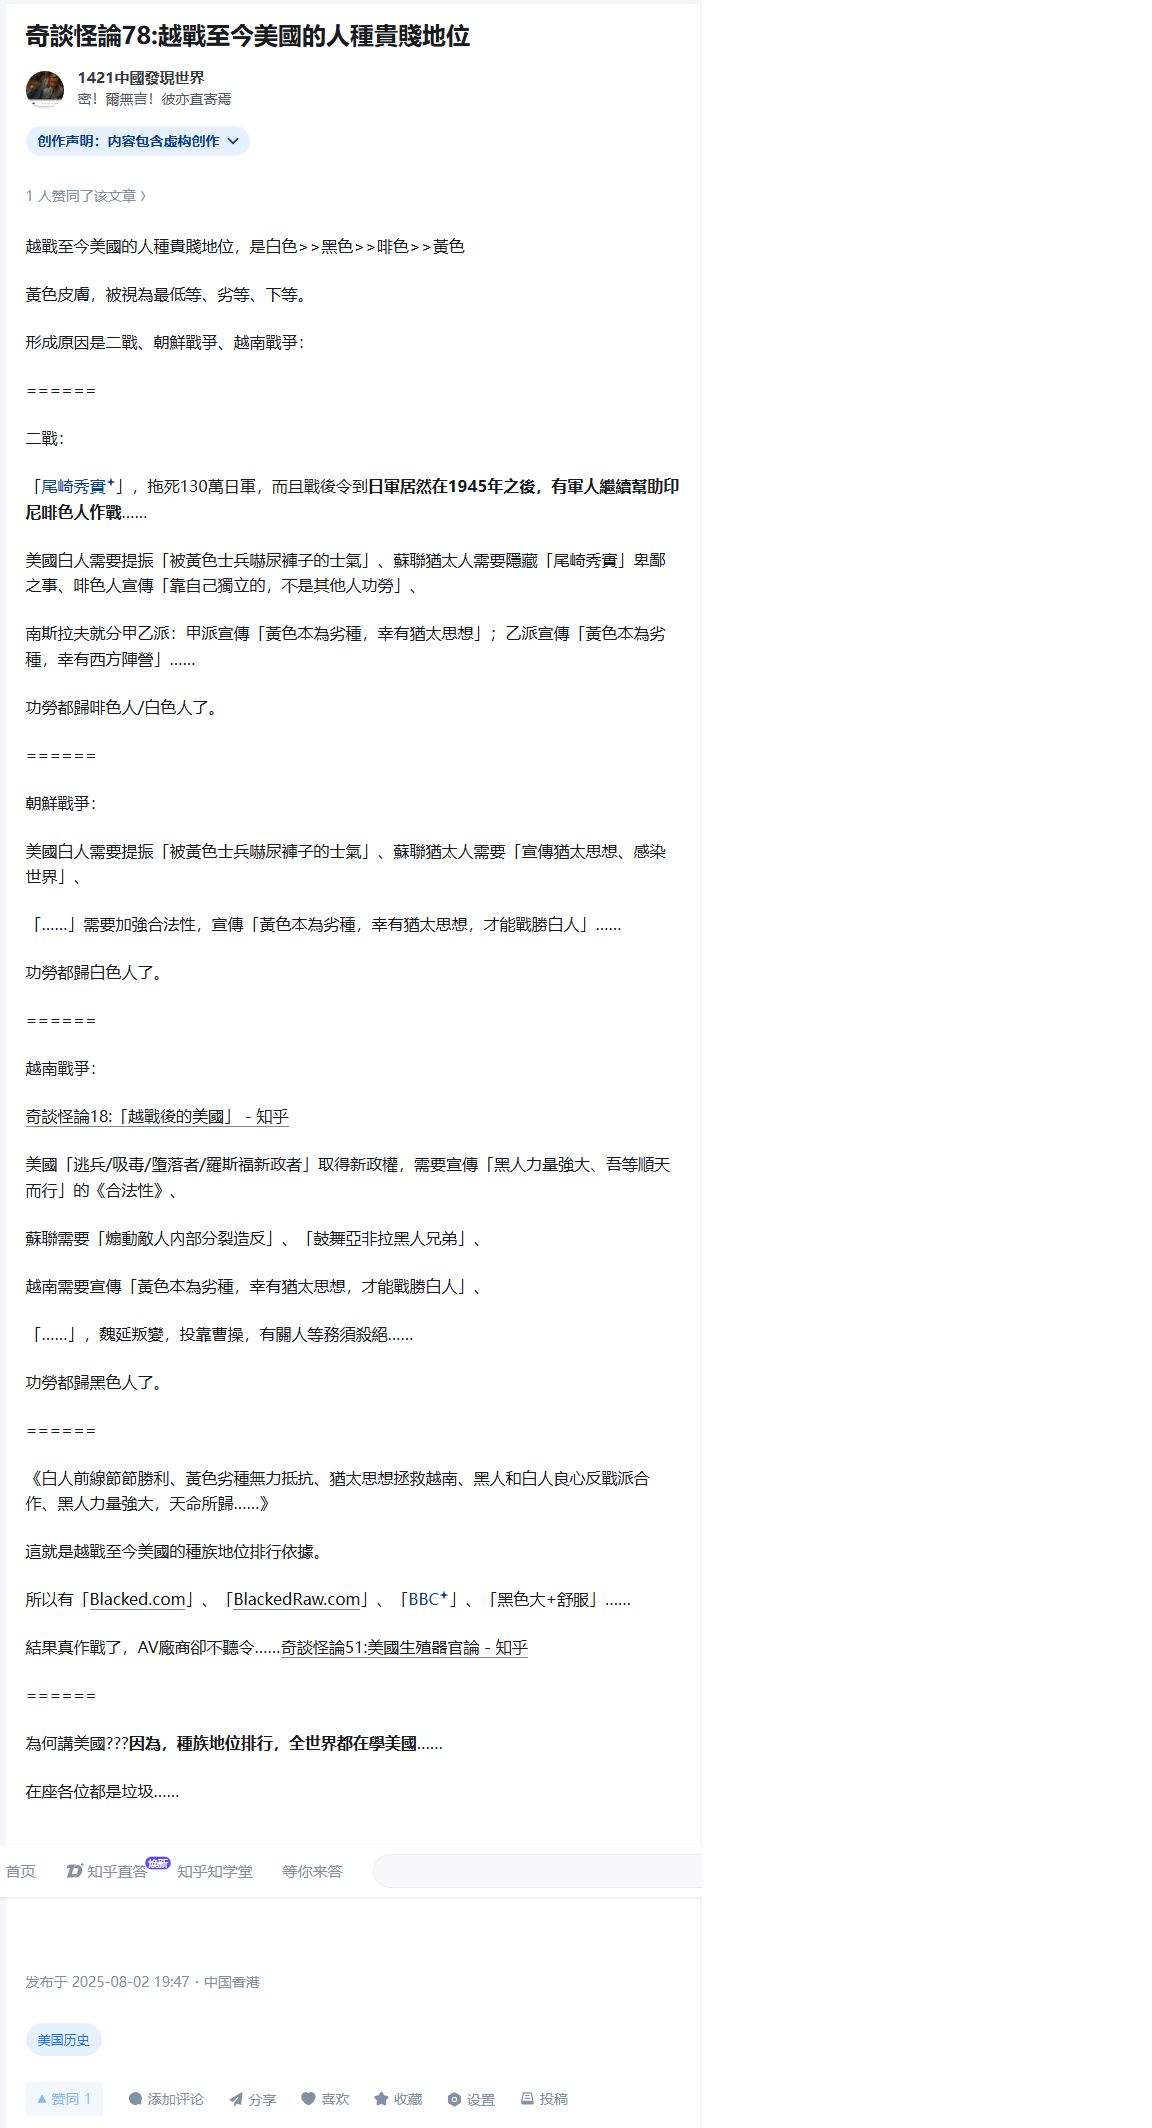 奇談怪論78:越戰至今美國的人種貴賤地位
1421中國發現世界
密！爾無言！彼亦直寄焉
创作声明：内容包含虚构创作
1 人赞同了该文章 ›
越戰至今美國的人種貴賤地位，是白色>>黑色>>啡色>>黃色
黃色皮膚，被視為最低等、劣等、下等。
形成原因是二戰、朝鮮戰爭、越南戰爭：
======
二戰：
「尾崎秀實」，拖死130萬日軍，而且戰後令到日軍居然在1945年之後，有軍人繼續幫助印
尼啡色人作戰……
美國白人需要提振「被黃色士兵嚇尿褲子的士氣」、蘇聯猶太人需要隱藏「尾崎秀實」卑鄙
之事、啡色人宣傳「靠自己獨立的，不是其他人功勞」、
南斯拉夫就分甲乙派：甲派宣傳「黃色本為劣種，幸有猶太思想」；乙派宣傳「黃色本為劣
種，幸有西方陣營」……
功勞都歸啡色人/白色人了。
======
朝鮮戰爭：
美國白人需要提振「被黃色士兵嚇尿褲子的士氣」、蘇聯猶太人需要「宣傳猶太思想、感染
世界」、
「……」需要加強合法性，宣傳「黃色本為劣種，幸有猶太思想，才能戰勝白人」……
功勞都歸白色人了。
======
越南戰爭：
奇談怪論18:「越戰後的美國」 - 知乎
美國「逃兵/吸毒/墮落者/羅斯福新政者」取得新政權，需要宣傳「黑人力量強大、吾等順天
而行」的《合法性》、
蘇聯需要「煽動敵人內部分裂造反」、「鼓舞亞非拉黑人兄弟」、
越南需要宣傳「黃色本為劣種，幸有猶太思想，才能戰勝白人」、
「……」，魏延叛變，投靠曹操，有關人等務須殺絕……
功勞都歸黑色人了。
======
《白人前線節節勝利、黃色劣種無力抵抗、猶太思想拯救越南、黑人和白人良心反戰派合
作、黑人力量強大，天命所歸……》
這就是越戰至今美國的種族地位排行依據。
所以有「Blacked.com」、「BlackedRaw.com」、「BBC」、「黑色大+舒服」……
結果真作戰了，AV廠商卻不聽令……奇談怪論51:美國生殖器官論 - 知乎
======
為何講美國???因為，種族地位排行，全世界都在學美國……
在座各位都是垃圾……
首页 知乎直答 焕新 知乎知学堂 等你来答
发布于 2025-08-02 19:47・中国香港
美国历史
赞同 1 添加评论 分享 喜欢 收藏 设置 投稿